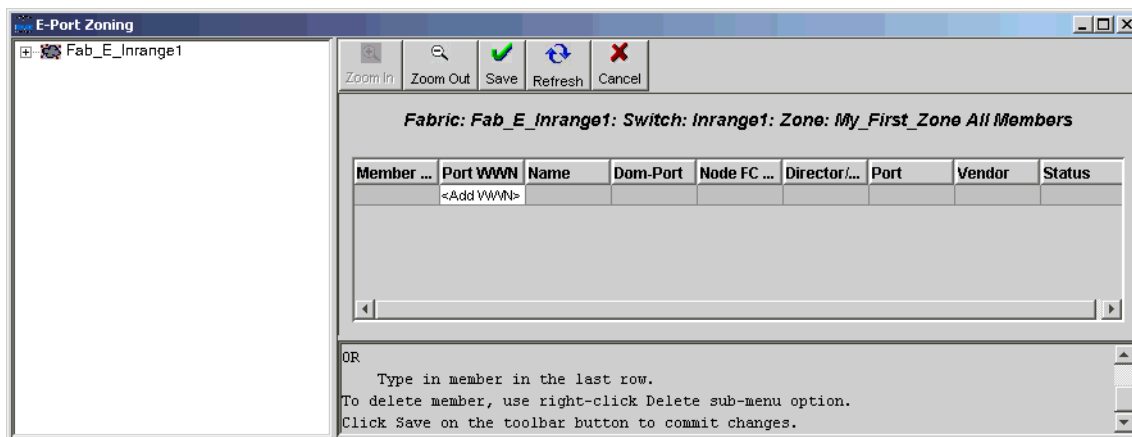 E-Port Zoning
Fab_E_Inrange1
Zoom In Zoom Out Save Refresh Cancel
Fabric: Fab_E_Inrange1: Switch: Inrange1: Zone: My_First_Zone All Members
Member ... Port WWN Name Dom-Port Node FC ... Director/... Port Vendor Status
<Add WWN>
OR
Type in member in the last row.
To delete member, use right-click Delete sub-menu option.
Click Save on the toolbar button to commit changes.